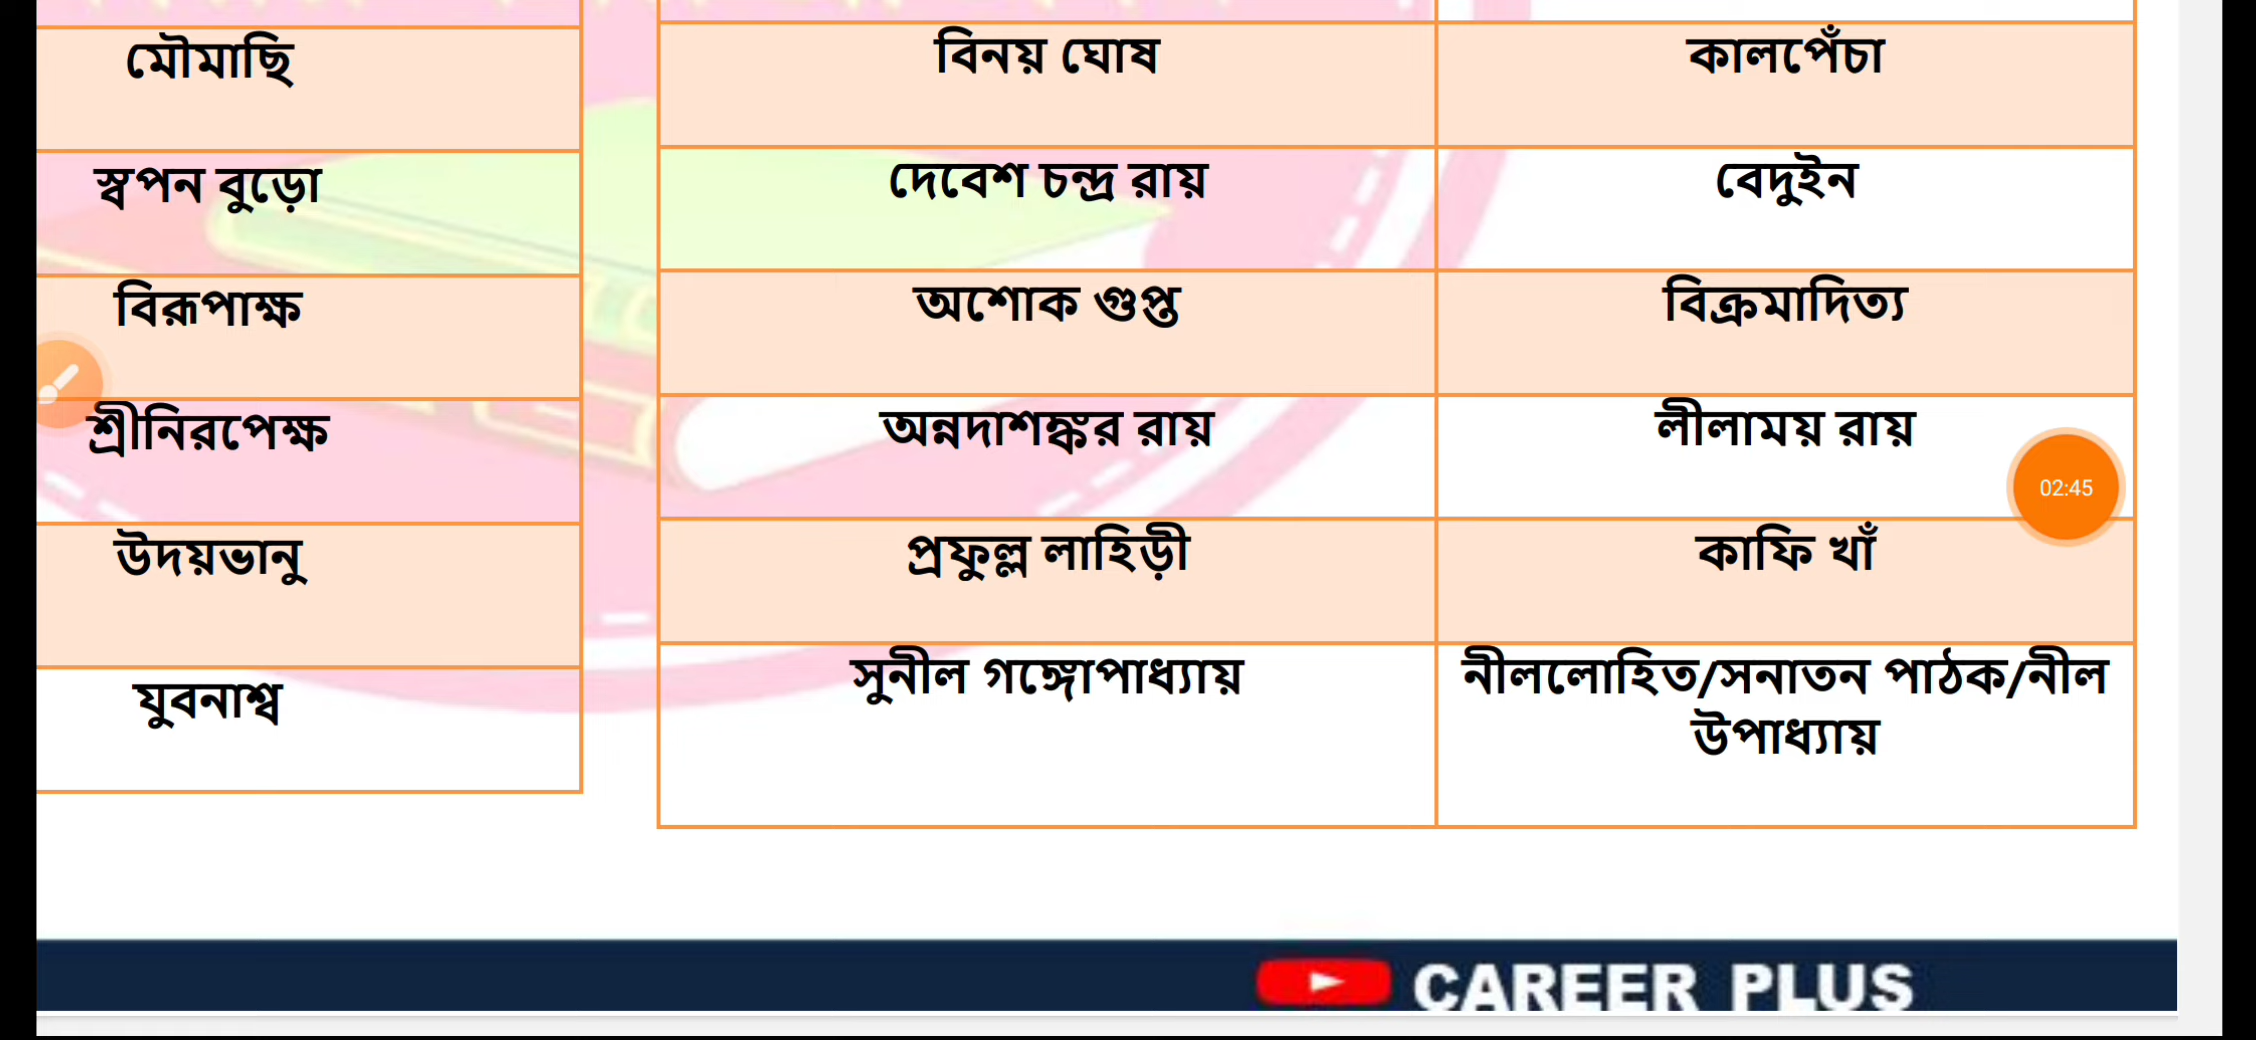 মৌমাছি
স্বপন বুড়ো
বিরূপাক্ষ
শ্রীনিরপেক্ষ
উদয়ভানু
যুবনাশ্ব
বিনয় ঘোষ কালপেঁচা
দেবেশ চন্দ্র রায় বেদুইন
অশোক গুপ্ত বিক্রমাদিত্য
অন্নদাশঙ্কর রায় লীলাময় রায়
02:45
প্রফুল্ল লাহিড়ী কাফি খাঁ
সুনীল গঙ্গোপাধ্যায় নীললোহিত/সনাতন পাঠক/নীল
উপাধ্যায়
CAREER PLUS